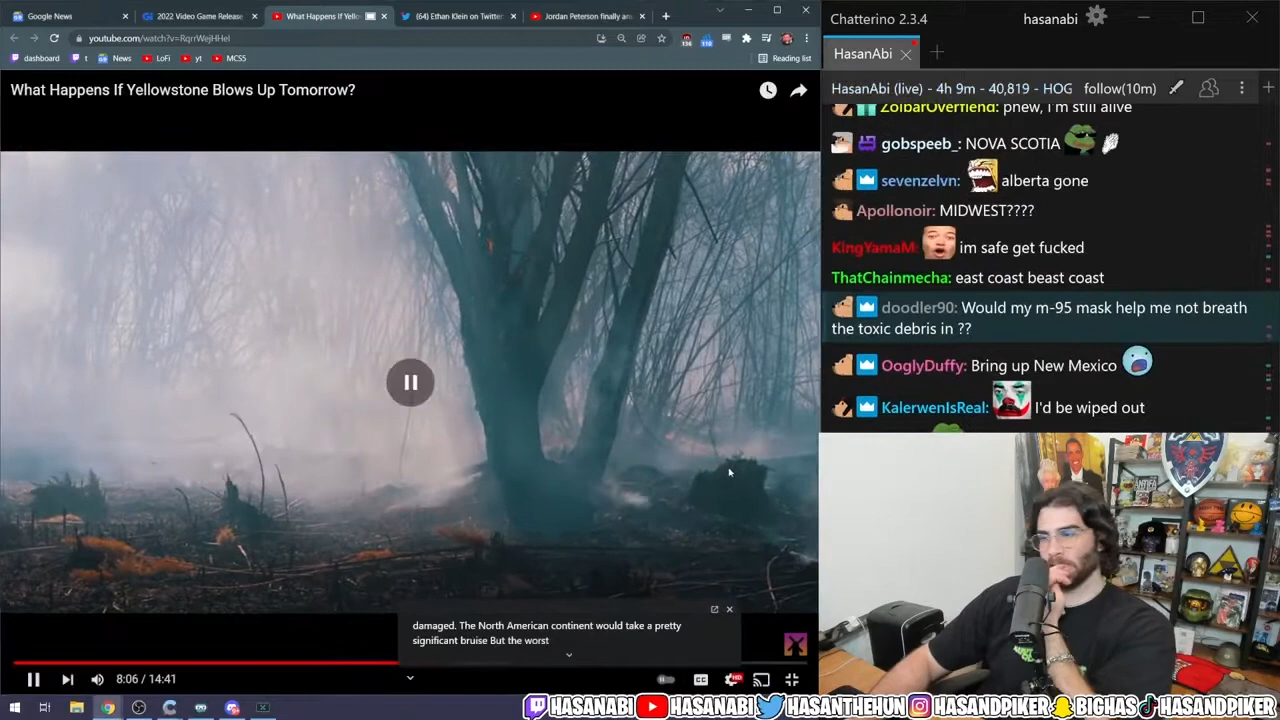 Google News
2022 Video Game Release
What Happens If Yello
(64) Ethan Klein on Twitter
Jordan Peterson finally an
youtube.com/watch?v=RqrrWejHHeI
dashboard
t
News
LoFi
yt
MCSS
Reading list
What Happens If Yellowstone Blows Up Tomorrow?
damaged. The North American continent would take a pretty
significant bruise But the worst
8:06 / 14:41
CC
HD
Chatterino 2.3.4
hasanabi
HasanAbi
HasanAbi (live) - 4h 9m - 40,819 - HOG
follow(10m)
ZolbarOverfiend: phew, i'm still alive
gobspeeb_: NOVA SCOTIA
sevenzelvn: alberta gone
Apollonoir: MIDWEST????
KingYamaM: im safe get fucked
ThatChainmecha: east coast beast coast
doodler90: Would my m-95 mask help me not breath
the toxic debris in ??
OoglyDuffy: Bring up New Mexico
KalerwenIsReal: I'd be wiped out
HASANABI HASANABI HASANTHEHUN HASANDPIKER BIGHAS HASANDPIKER